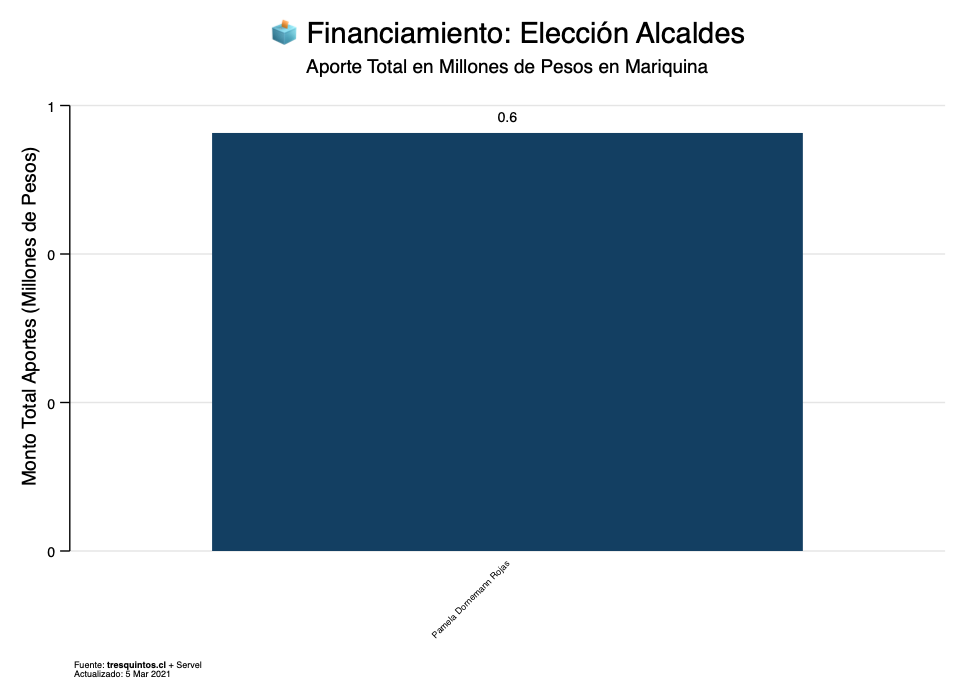 Financiamiento: Elección Alcaldes
Aporte Total en Millones de Pesos en Mariquina
Monto Total Aportes (Millones de Pesos)
1
0
0
0
0.6
Pamela Dornemann Rojas
Fuente: tresquintos.cl + Servel
Actualizado: 5 Mar 2021